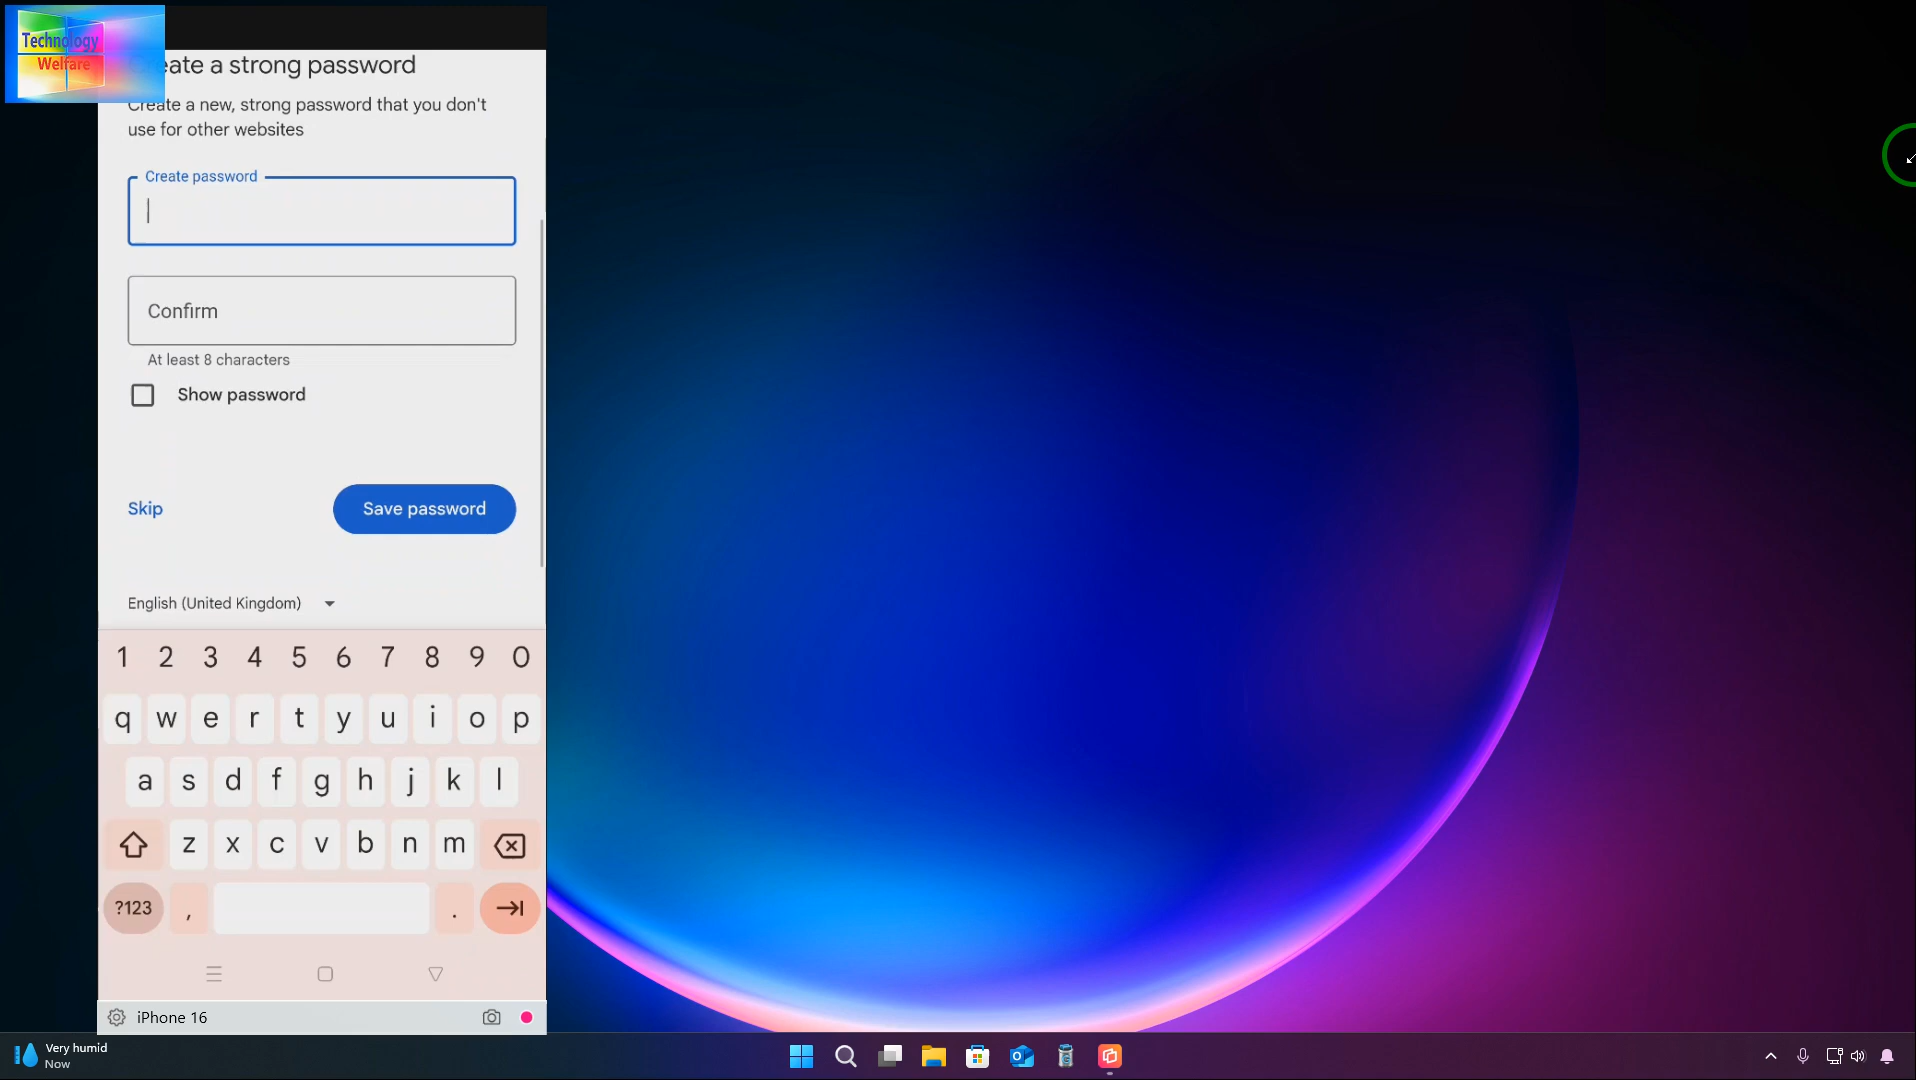 Technology
Welfare
eate a strong password
Create a new, strong password that you don't
use for other websites
Create password
Confirm
At least 8 characters
Show password
Skip
Save password
English (United Kingdom)
1 2 3 4 5 6 7 8 9 0
q w e r t y u i o p
a s d f g h j k l
z x c v b n m
?123 , .
iPhone 16
Very humid
Now